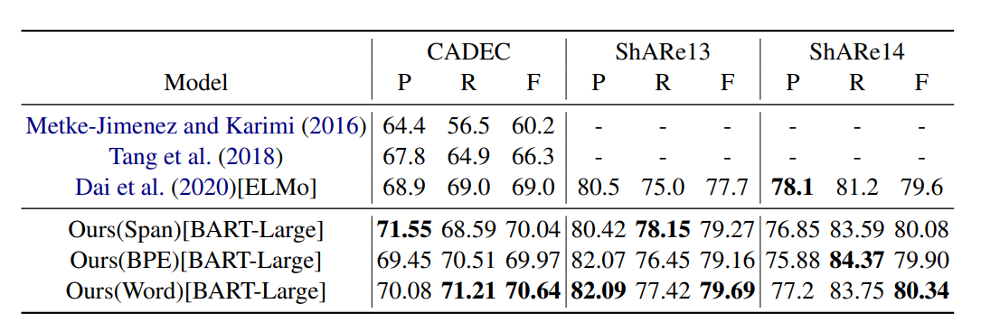 CADEC ShARe13 ShARe14
Model P R F P R F P R F
Metke-Jimenez and Karimi (2016) 64.4 56.5 60.2 - - - - - -
Tang et al. (2018) 67.8 64.9 66.3 - - - - - -
Dai et al. (2020)[ELMo] 68.9 69.0 69.0 80.5 75.0 77.7 78.1 81.2 79.6
Ours(Span)[BART-Large] 71.55 68.59 70.04 80.42 78.15 79.27 76.85 83.59 80.08
Ours(BPE)[BART-Large] 69.45 70.51 69.97 82.07 76.45 79.16 75.88 84.37 79.90
Ours(Word)[BART-Large] 70.08 71.21 70.64 82.09 77.42 79.69 77.2 83.75 80.34